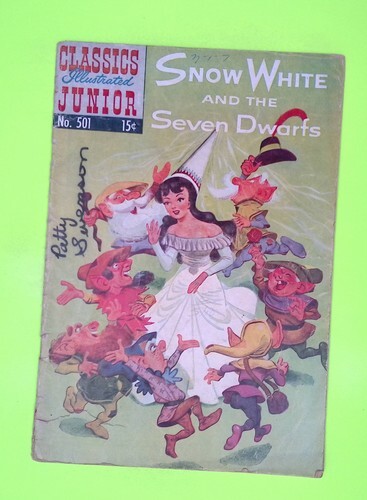 CLASSICS
Illustrated
JUNIOR
No. 501 15¢
SNOW WHITE
AND THE
Seven Dwarfs
Patty
Swenson